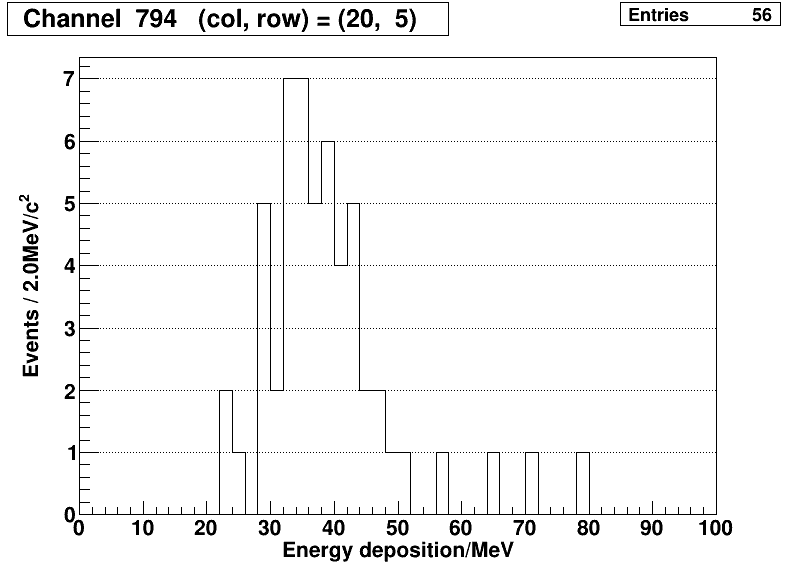 Channel 794 (col, row) = (20, 5)
Entries 56
7
6
5
4
3
2
1
0
Events / 2.0MeV/c²
0 10 20 30 40 50 60 70 80 90 100
Energy deposition/MeV